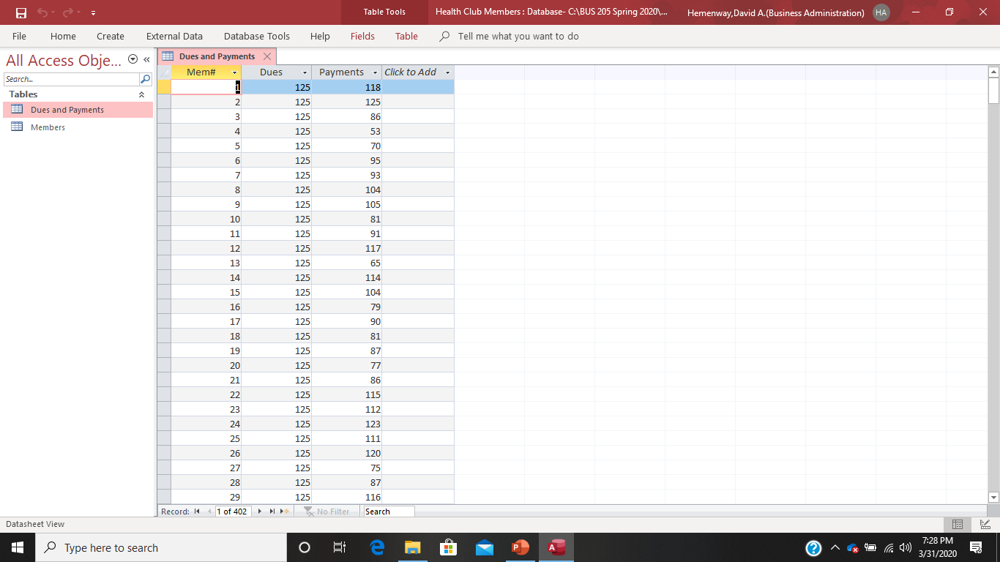 Table Tools
Health Club Members : Database- C:\BUS 205 Spring 2020\...
Hemenway,David A.(Business Administration)
HA
File Home Create External Data Database Tools Help Fields Table Tell me what you want to do
All Access Obje...
Search...
Tables
Dues and Payments
Members
Dues and Payments
Mem# Dues Payments Click to Add
1 125 118
2 125 125
3 125 86
4 125 53
5 125 70
6 125 95
7 125 93
8 125 104
9 125 105
10 125 81
11 125 91
12 125 117
13 125 65
14 125 114
15 125 104
16 125 79
17 125 90
18 125 81
19 125 87
20 125 77
21 125 86
22 125 115
23 125 112
24 125 123
25 125 111
26 125 120
27 125 75
28 125 87
29 125 116
Record: 1 of 402 No Filter Search
Datasheet View
Type here to search
7:28 PM
3/31/2020